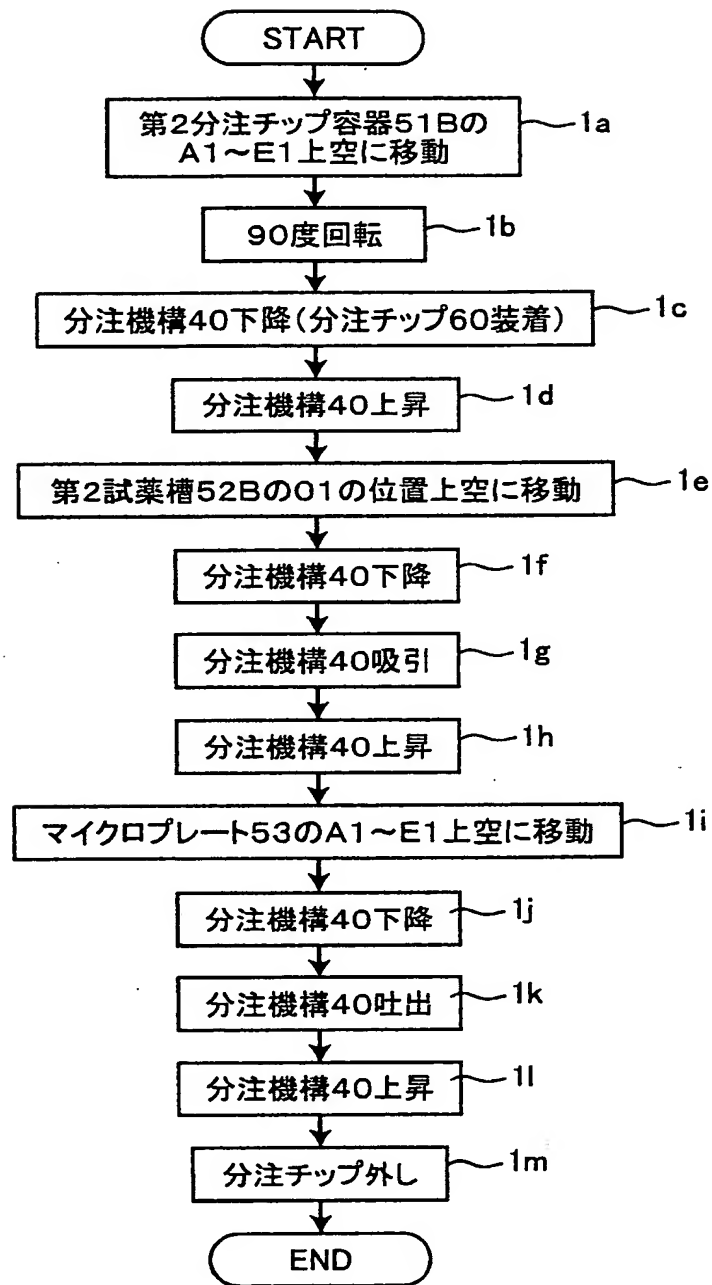 START
第2分注チップ容器51Bの
A1～E1上空に移動
1a
90度回転
1b
分注機構40下降(分注チップ60装着)
1c
分注機構40上昇
1d
第2試薬槽52BのO1の位置上空に移動
1e
分注機構40下降
1f
分注機構40吸引
1g
分注機構40上昇
1h
マイクロプレート53のA1～E1上空に移動
1i
分注機構40下降
1j
分注機構40吐出
1k
分注機構40上昇
1l
分注チップ外し
1m
END